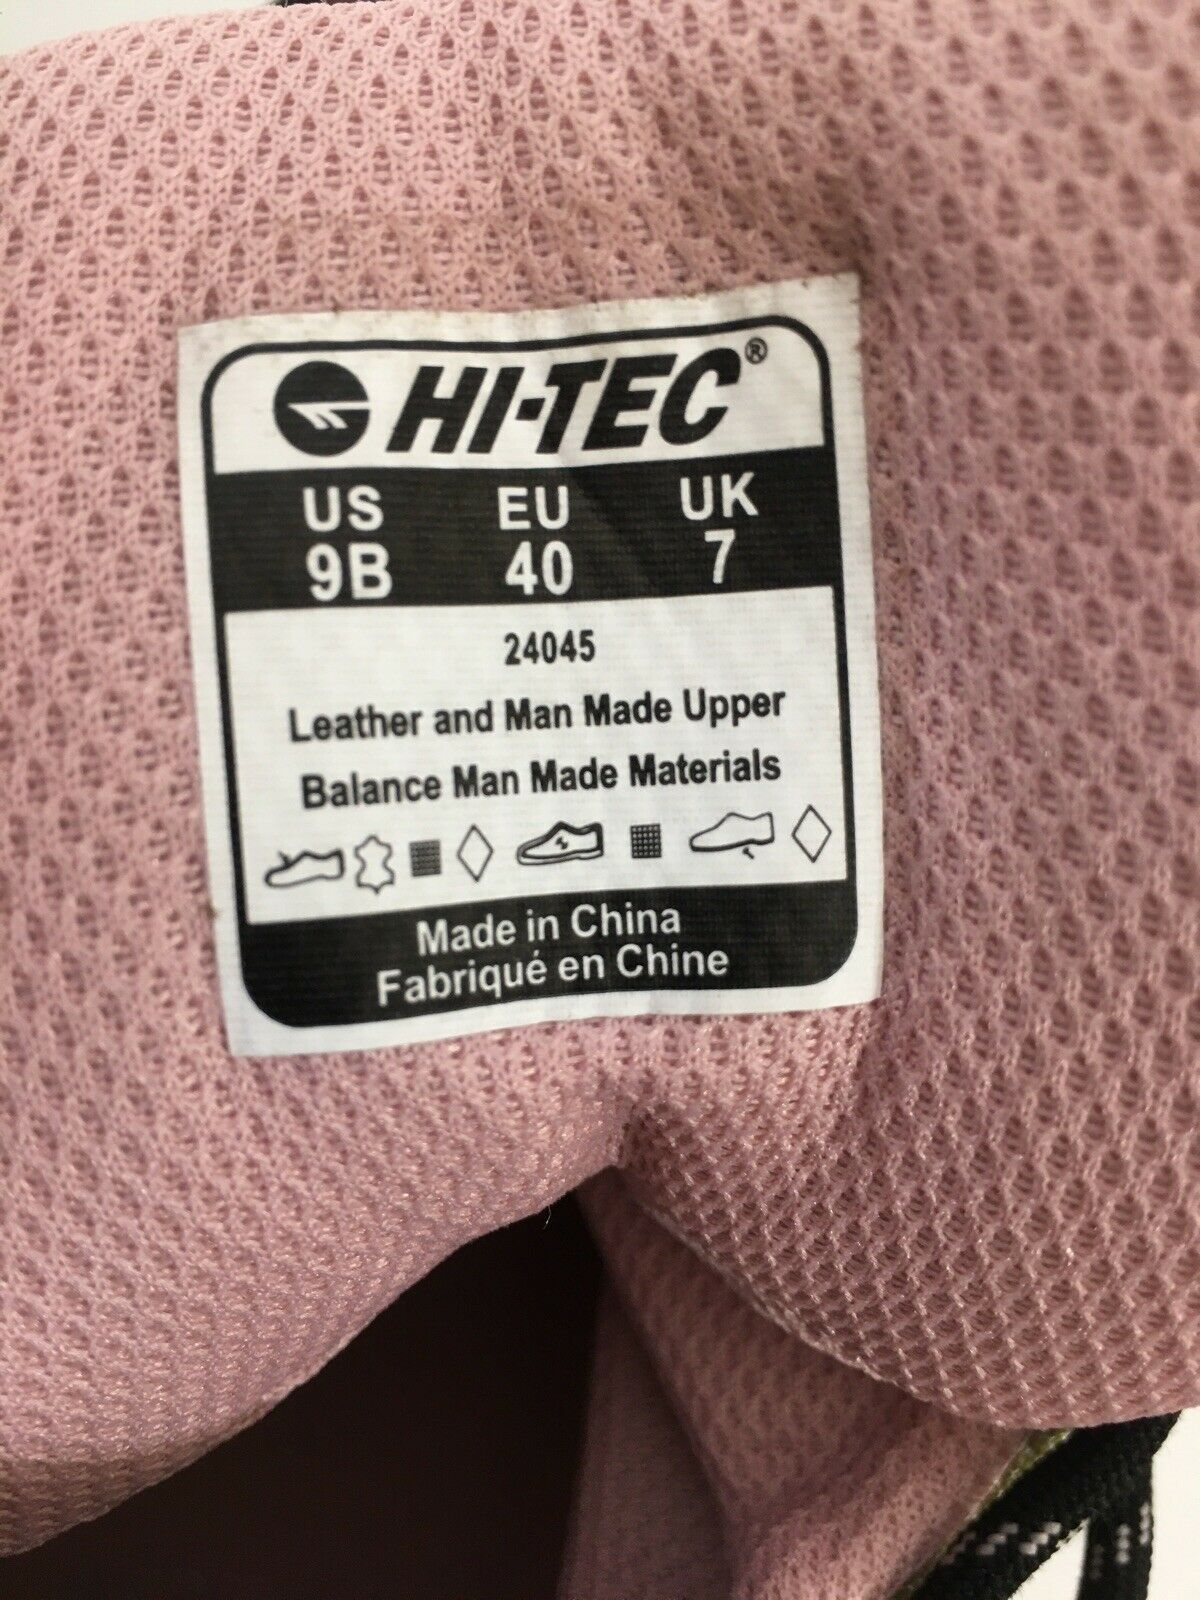 HI-TEC®
US EU UK
9B 40 7
24045
Leather and Man Made Upper
Balance Man Made Materials
Made in China
Fabriqué en Chine